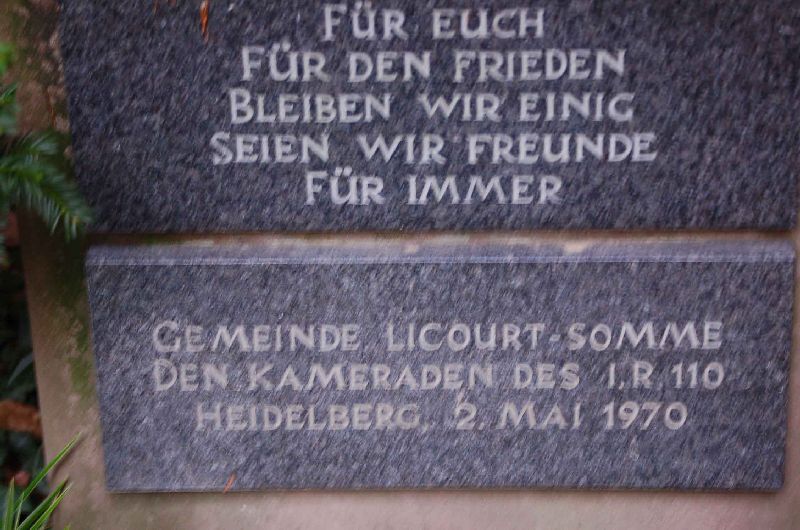 FÜR EUCH
FÜR DEN FRIEDEN
BLEIBEN WIR EINIG
SEIEN WIR FREUNDE
FÜR IMMER
GEMEINDE LICOURT-SOMME
DEN KAMERADEN DES I.R 110
HEIDELBERG, 2. MAI 1970